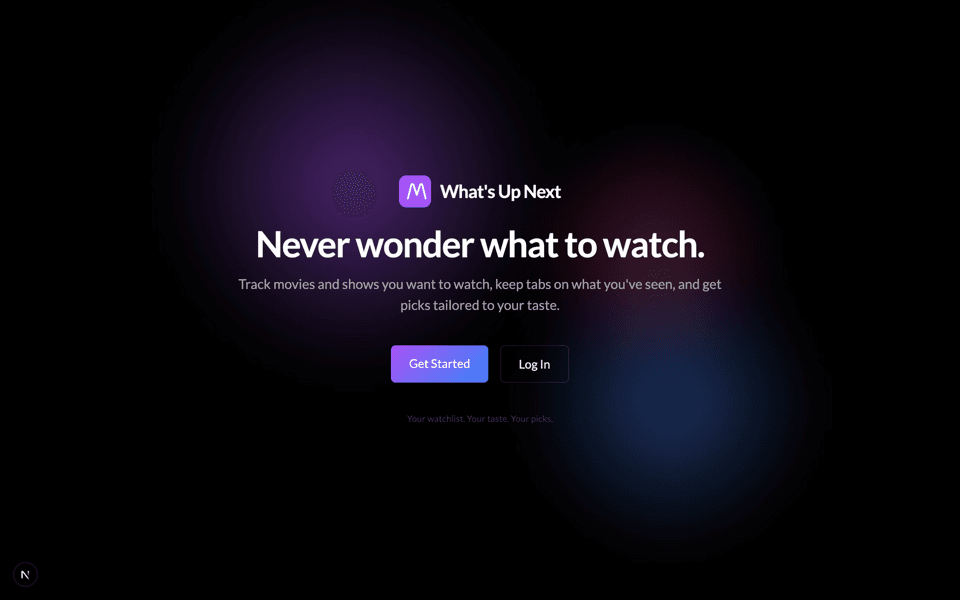 What's Up Next
Never wonder what to watch.
Track movies and shows you want to watch, keep tabs on what you've seen, and get
picks tailored to your taste.
Get Started
Log In
Your watchlist. Your taste. Your picks.
N